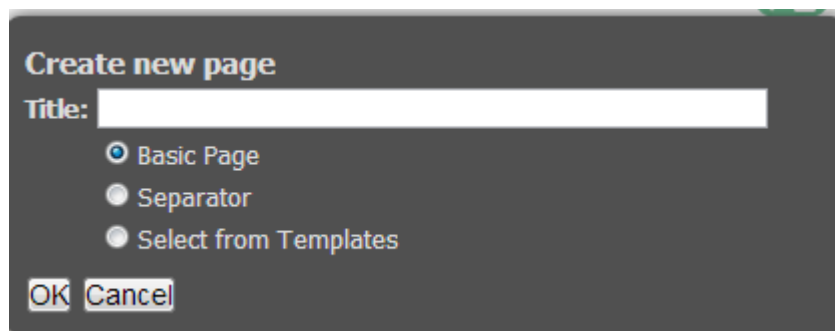 Create new page
Title:
Basic Page
Separator
Select from Templates
OK Cancel